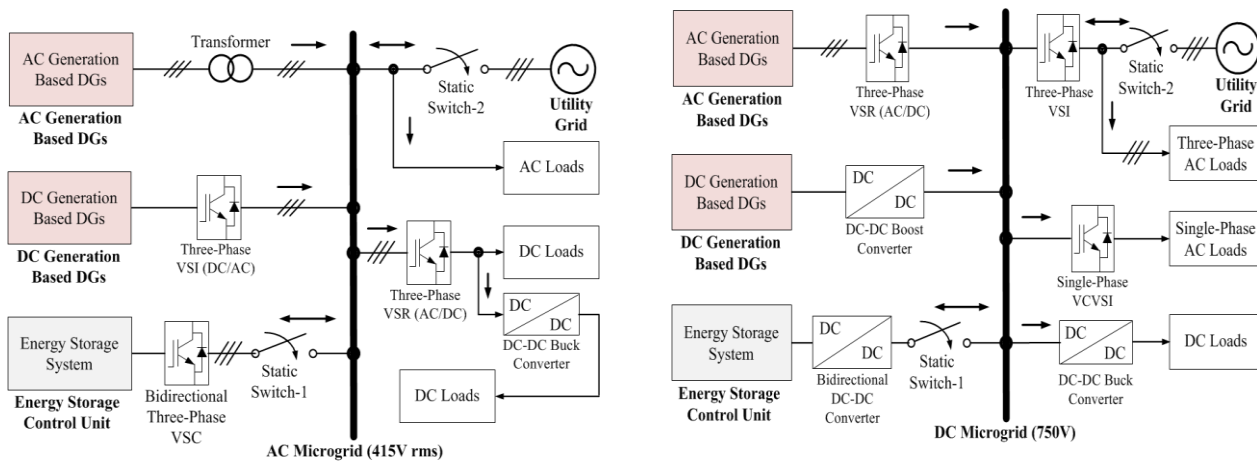 AC Generation
Based DGs
AC Generation
Based DGs
Transformer
Static
Switch-2
Utility
Grid
AC Loads
DC Generation
Based DGs
DC Generation
Based DGs
Three-Phase
VSI (DC/AC)
Three-Phase
VSR (AC/DC)
DC Loads
DC
DC
DC-DC Buck
Converter
DC Loads
Energy Storage
System
Energy Storage
Control Unit
Bidirectional
Three-Phase
VSC
Static
Switch-1
AC Microgrid (415V rms)
AC Generation
Based DGs
AC Generation
Based DGs
Three-Phase
VSR (AC/DC)
Three-Phase
VSI
Static
Switch-2
Utility
Grid
Three-Phase
AC Loads
DC Generation
Based DGs
DC Generation
Based DGs
DC
DC
DC-DC Boost
Converter
Single-Phase
VCVSI
Single-Phase
AC Loads
Energy Storage
System
Energy Storage
Control Unit
DC
DC
Bidirectional
DC-DC
Converter
Static
Switch-1
DC
DC
DC-DC Buck
Converter
DC Loads
DC Microgrid (750V)